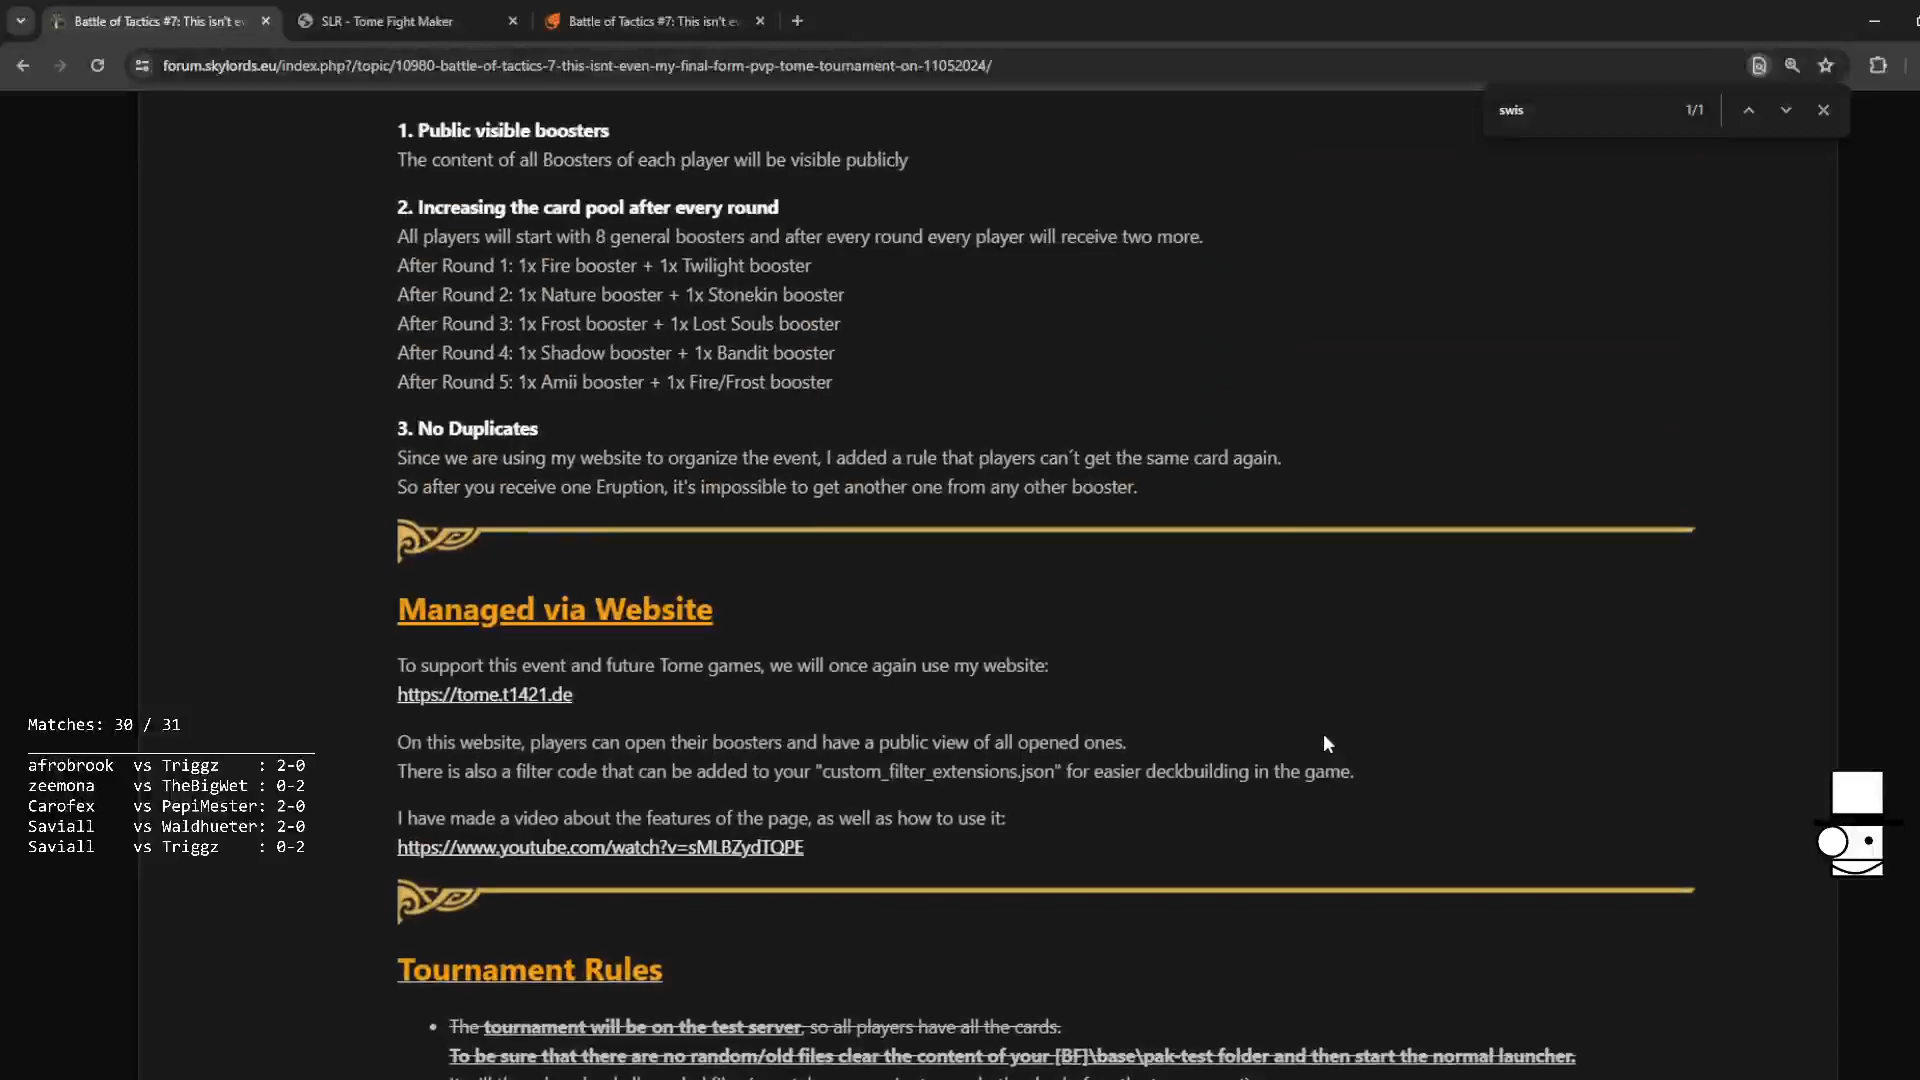 Battle of Tactics #7: This isn't ev
SLR - Tome Fight Maker
Battle of Tactics #7: This isn't ev
forum.skylords.eu/index.php?/topic/10980-battle-of-tactics-7-this-isnt-even-my-final-form-pvp-tome-tournament-on-11052024/
swis 1/1
1. Public visible boosters
The content of all Boosters of each player will be visible publicly
2. Increasing the card pool after every round
All players will start with 8 general boosters and after every round every player will receive two more.
After Round 1: 1x Fire booster + 1x Twilight booster
After Round 2: 1x Nature booster + 1x Stonekin booster
After Round 3: 1x Frost booster + 1x Lost Souls booster
After Round 4: 1x Shadow booster + 1x Bandit booster
After Round 5: 1x Amii booster + 1x Fire/Frost booster
3. No Duplicates
Since we are using my website to organize the event, I added a rule that players can´t get the same card again.
So after you receive one Eruption, it's impossible to get another one from any other booster.
Managed via Website
To support this event and future Tome games, we will once again use my website:
https://tome.t1421.de
On this website, players can open their boosters and have a public view of all opened ones.
There is also a filter code that can be added to your "custom_filter_extensions.json" for easier deckbuilding in the game.
I have made a video about the features of the page, as well as how to use it:
https://www.youtube.com/watch?v=sMLBZydTQPE
Tournament Rules
The tournament will be on the test server, so all players have all the cards.
To be sure that there are no random/old files clear the content of your [BF]\base\pak-test folder and then start the normal launcher.
Matches: 30 / 31
afrobrook vs Triggz : 2-0
zeemona vs TheBigWet : 0-2
Carofex vs PepiMester: 2-0
Saviall vs Waldhueter: 2-0
Saviall vs Triggz : 0-2